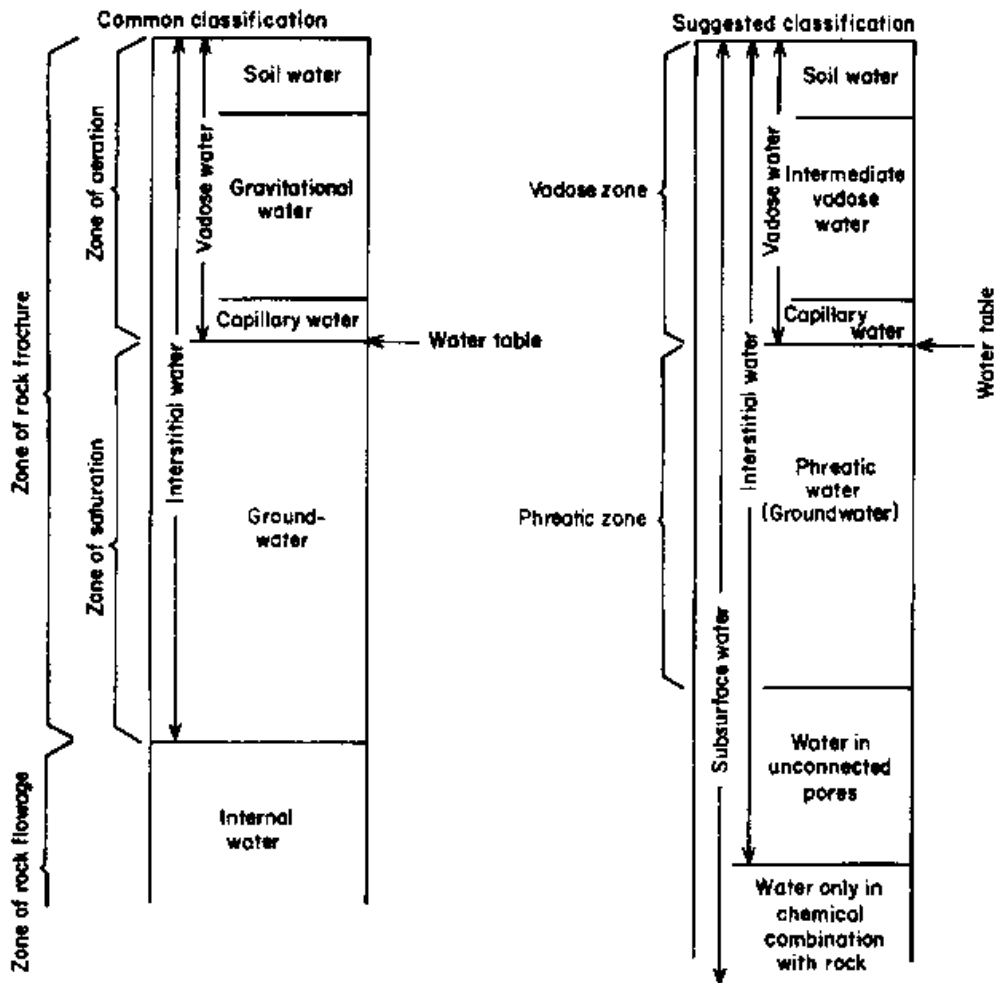 Common classification
Zone of rock fracture
Zone of rock flowage
Zone of aeration
Zone of saturation
Interstitial water
Vadose water
Soil water
Gravitational
water
Capillary water
Water table
Ground-
water
Internal
water
Suggested classification
Vadose zone
Phreatic zone
Subsurface water
Interstitial water
Vadose water
Soil water
Intermediate
vadose
water
Capillary
water
Water table
Phreatic
water
(Groundwater)
Water in
unconnected
pores
Water only in
chemical
combination
with rock